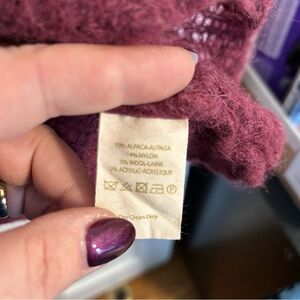 79% ALPACA-ALPAGA
14% NYLON
5% WOOL-LAINE
2% ACRYLIC-ACRYLIQUE
Dry Clean Only